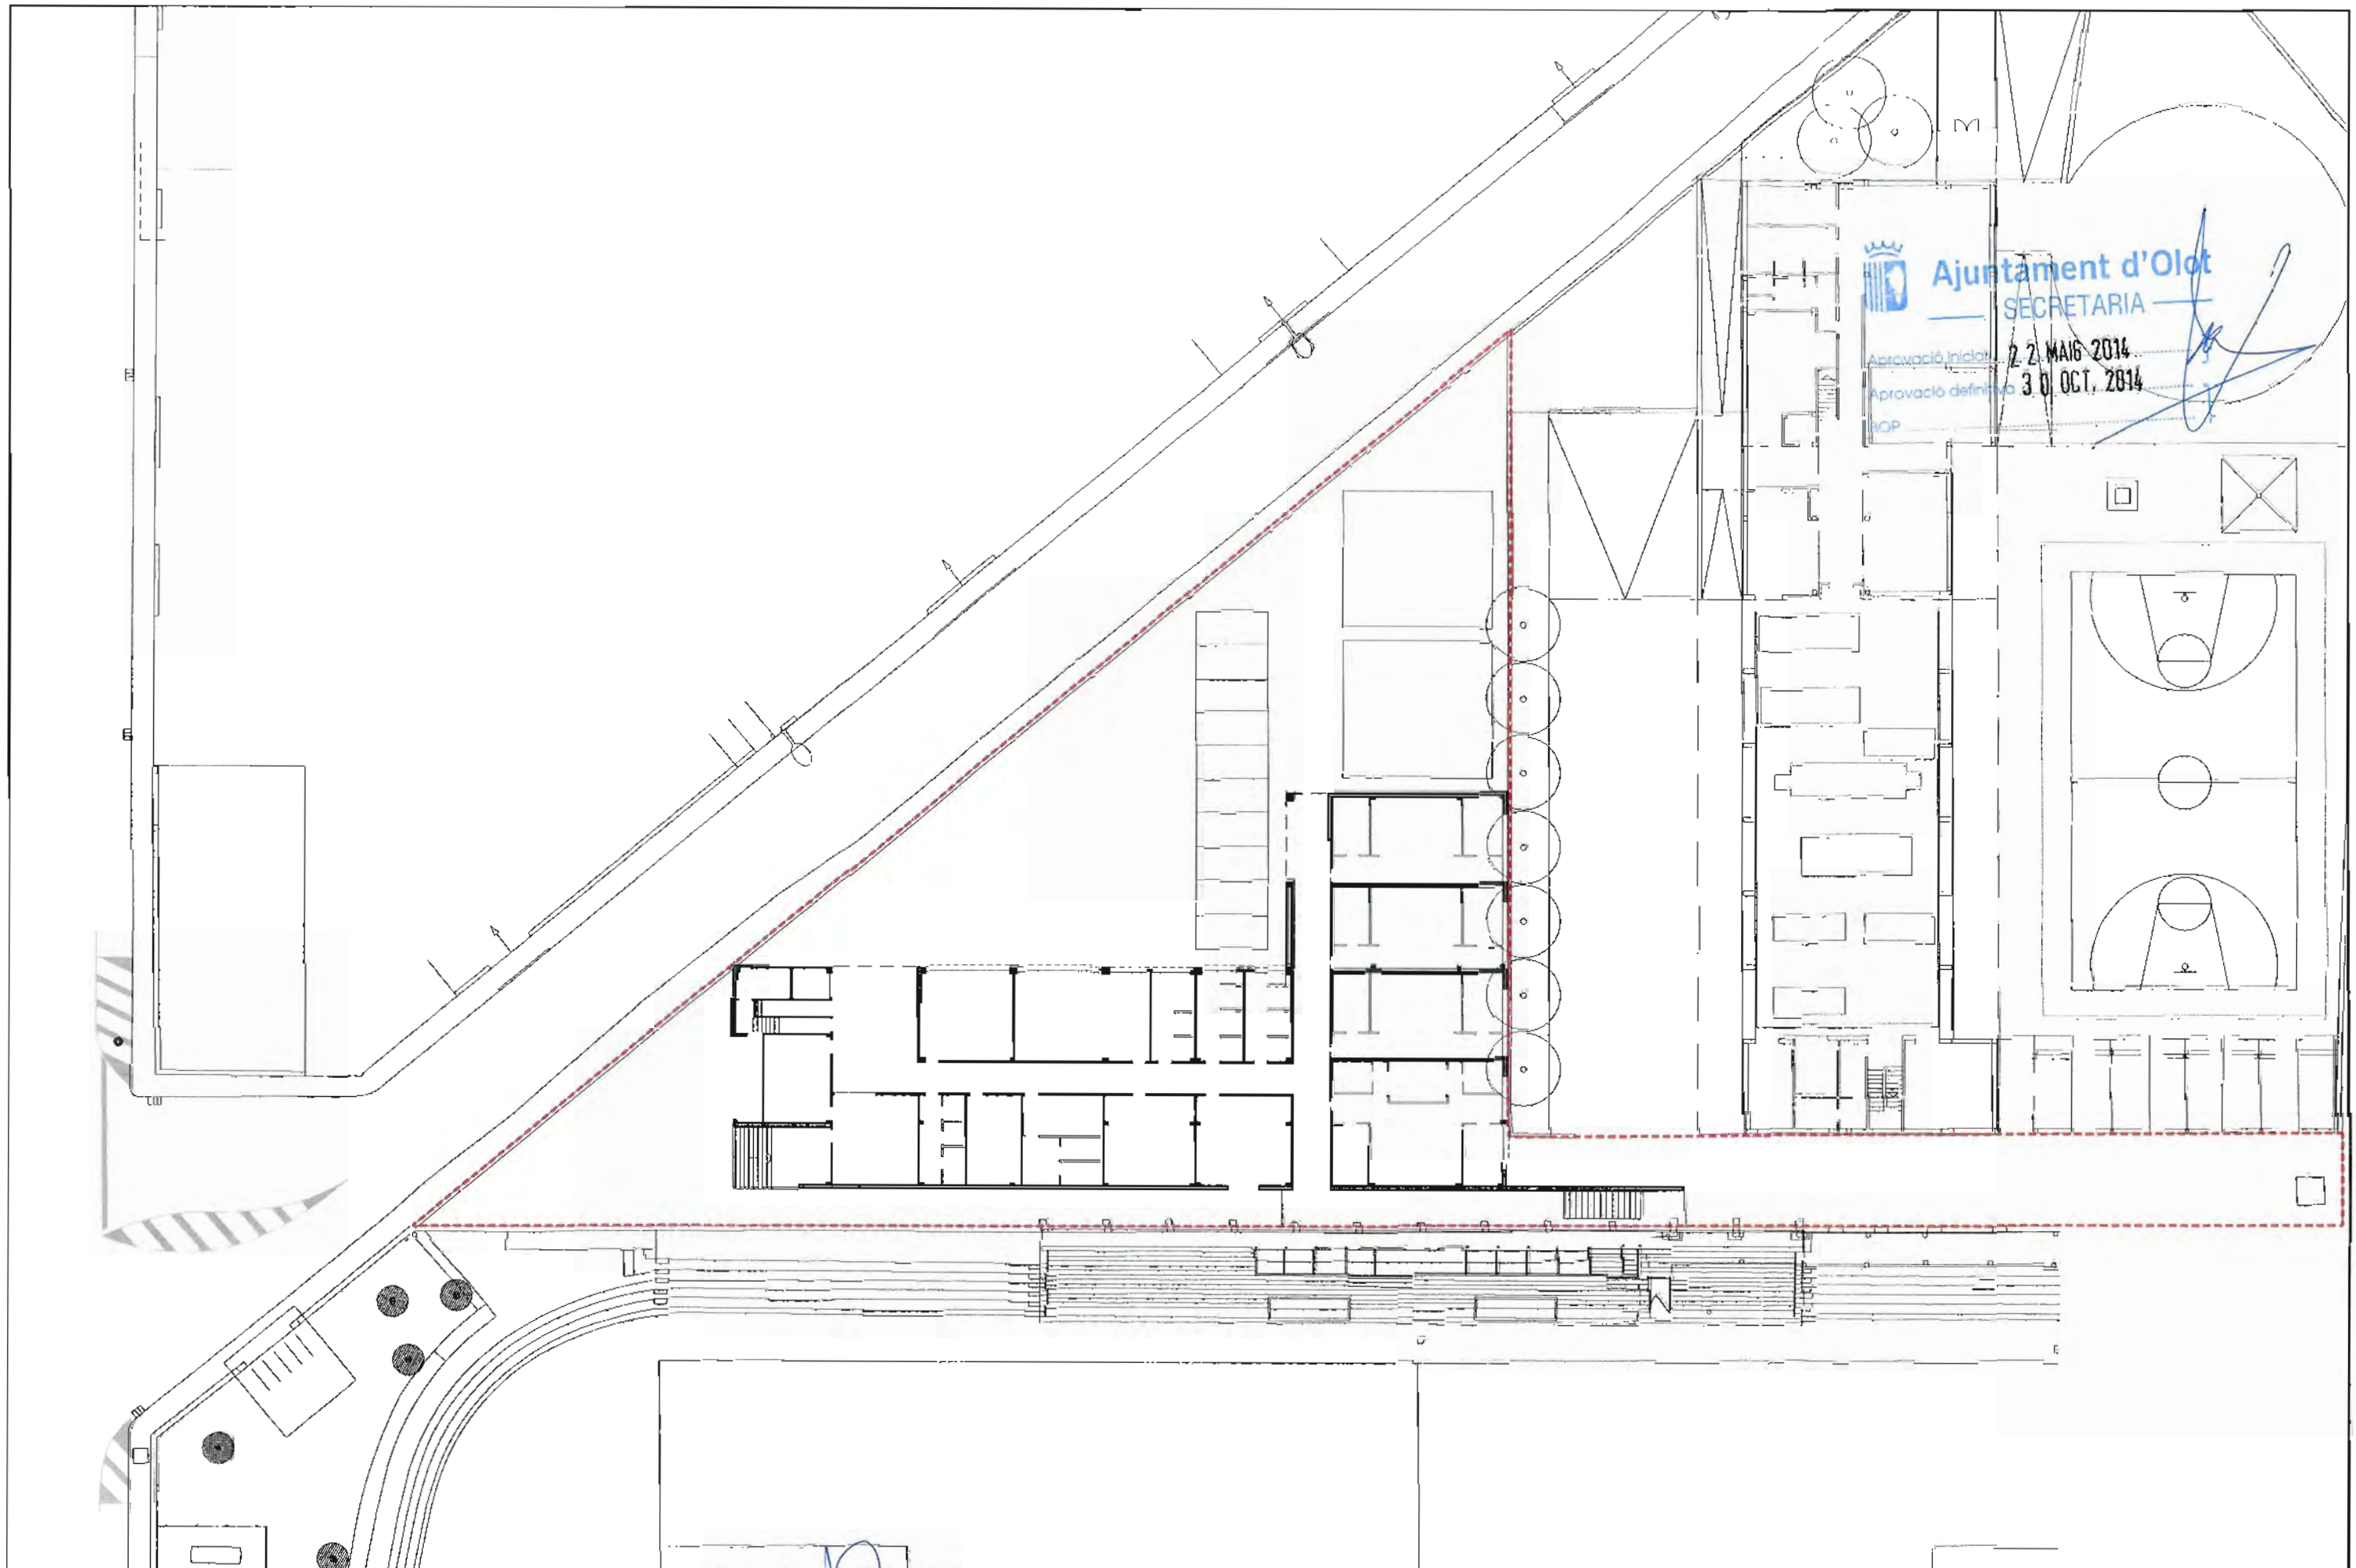 Ajuntament d'Olot
SECRETARIA
Aprovació Inicial 22 MAIG 2014
Aprovació definitiva 30 OCT. 2014
BOP